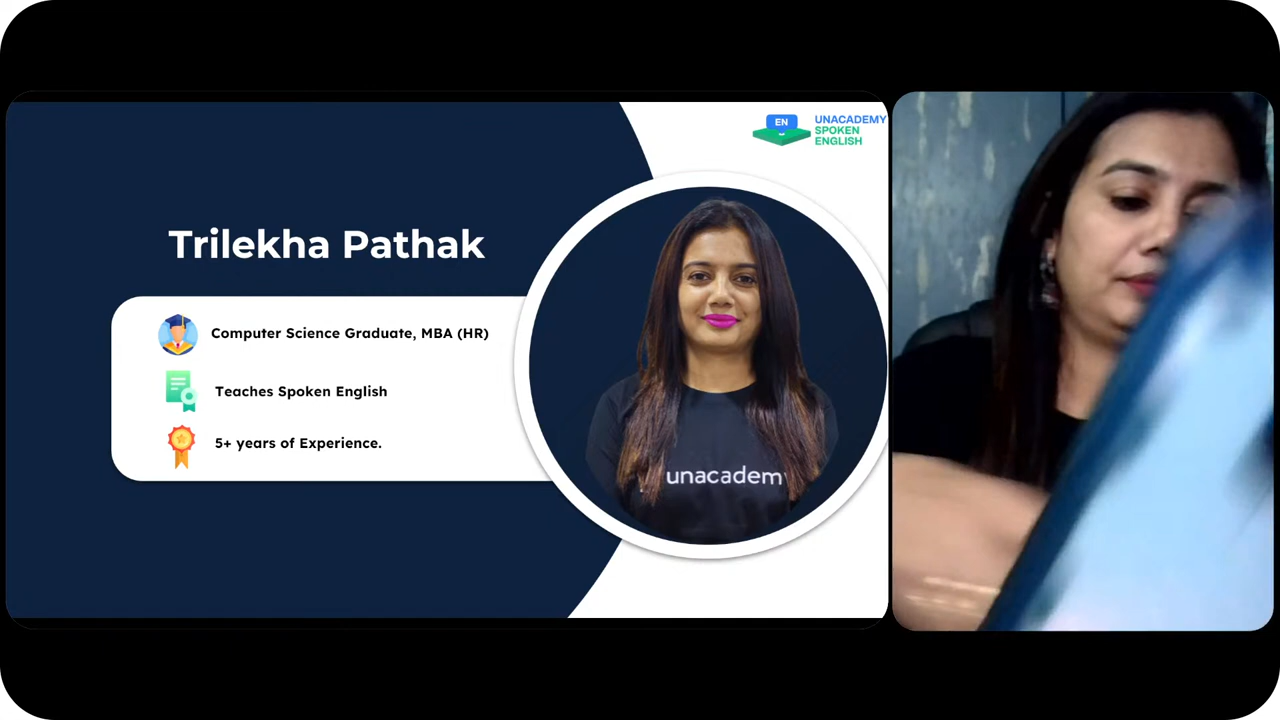 EN
UNACADEMY
SPOKEN
ENGLISH
Trilekha Pathak
Computer Science Graduate, MBA (HR)
Teaches Spoken English
5+ years of Experience.
unacademy